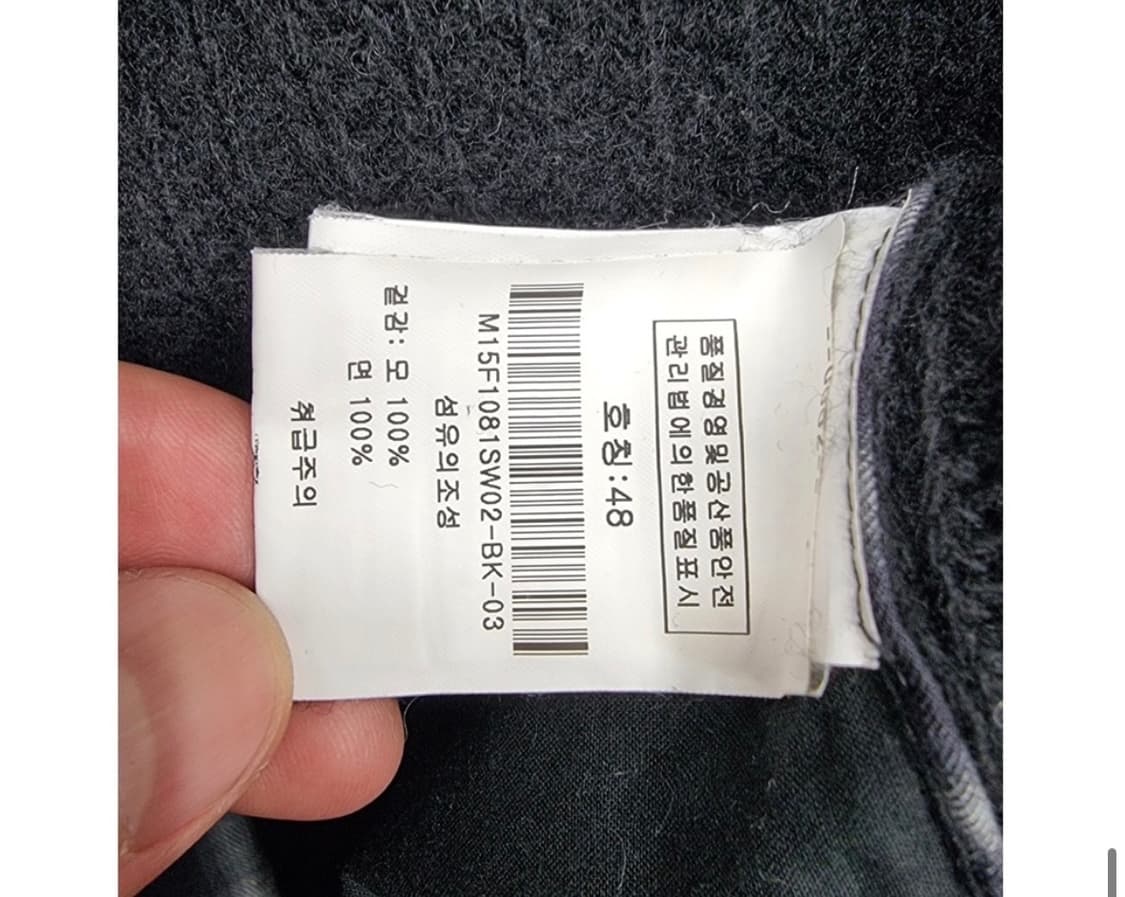 품질경영및공산품안전
관리법에의한품질표시
호칭:48
M15F1081SW02-BK-03
섬유의조성
겉감: 모 100%
면 100%
취급주의